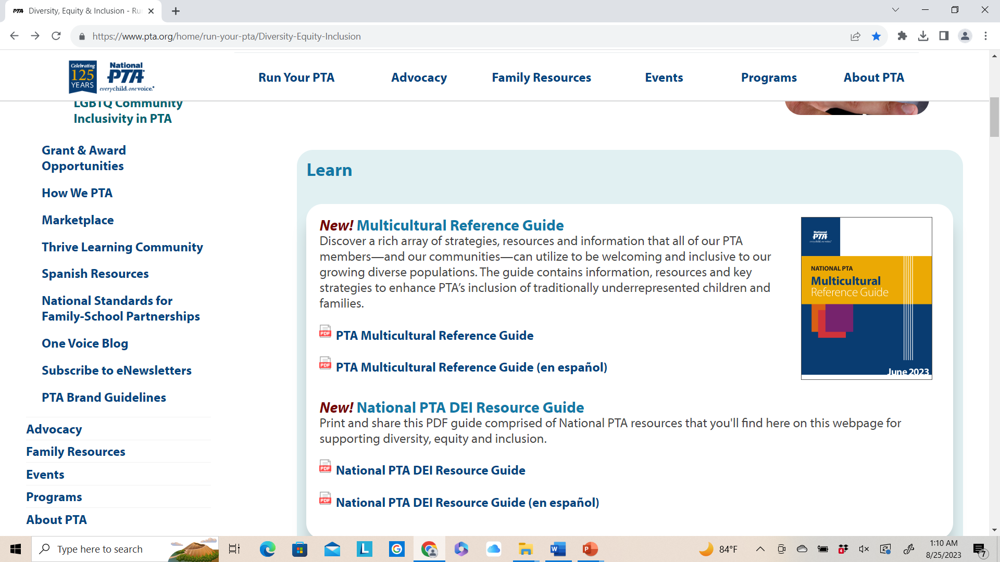 PTA Diversity, Equity & Inclusion - Ru
https://www.pta.org/home/run-your-pta/Diversity-Equity-Inclusion
Celebrating
125
YEARS
National
PTA
everychild.onevoice.
Run Your PTA
Advocacy
Family Resources
Events
Programs
About PTA
LGBTQ Community
Inclusivity in PTA
Grant & Award
Opportunities
How We PTA
Marketplace
Thrive Learning Community
Spanish Resources
National Standards for
Family-School Partnerships
One Voice Blog
Subscribe to eNewsletters
PTA Brand Guidelines
Advocacy
Family Resources
Events
Programs
About PTA
Learn
New! Multicultural Reference Guide
Discover a rich array of strategies, resources and information that all of our PTA
members—and our communities—can utilize to be welcoming and inclusive to our
growing diverse populations. The guide contains information, resources and key
strategies to enhance PTA’s inclusion of traditionally underrepresented children and
families.
PDF PTA Multicultural Reference Guide
PDF PTA Multicultural Reference Guide (en español)
National
PTA
everychild.onevoice.
NATIONAL PTA
Multicultural
Reference Guide
June 2023
New! National PTA DEI Resource Guide
Print and share this PDF guide comprised of National PTA resources that you'll find here on this webpage for
supporting diversity, equity and inclusion.
PDF National PTA DEI Resource Guide
PDF National PTA DEI Resource Guide (en español)
Type here to search
L
G
W
P
84°F
4
1:10 AM
8/25/2023
7